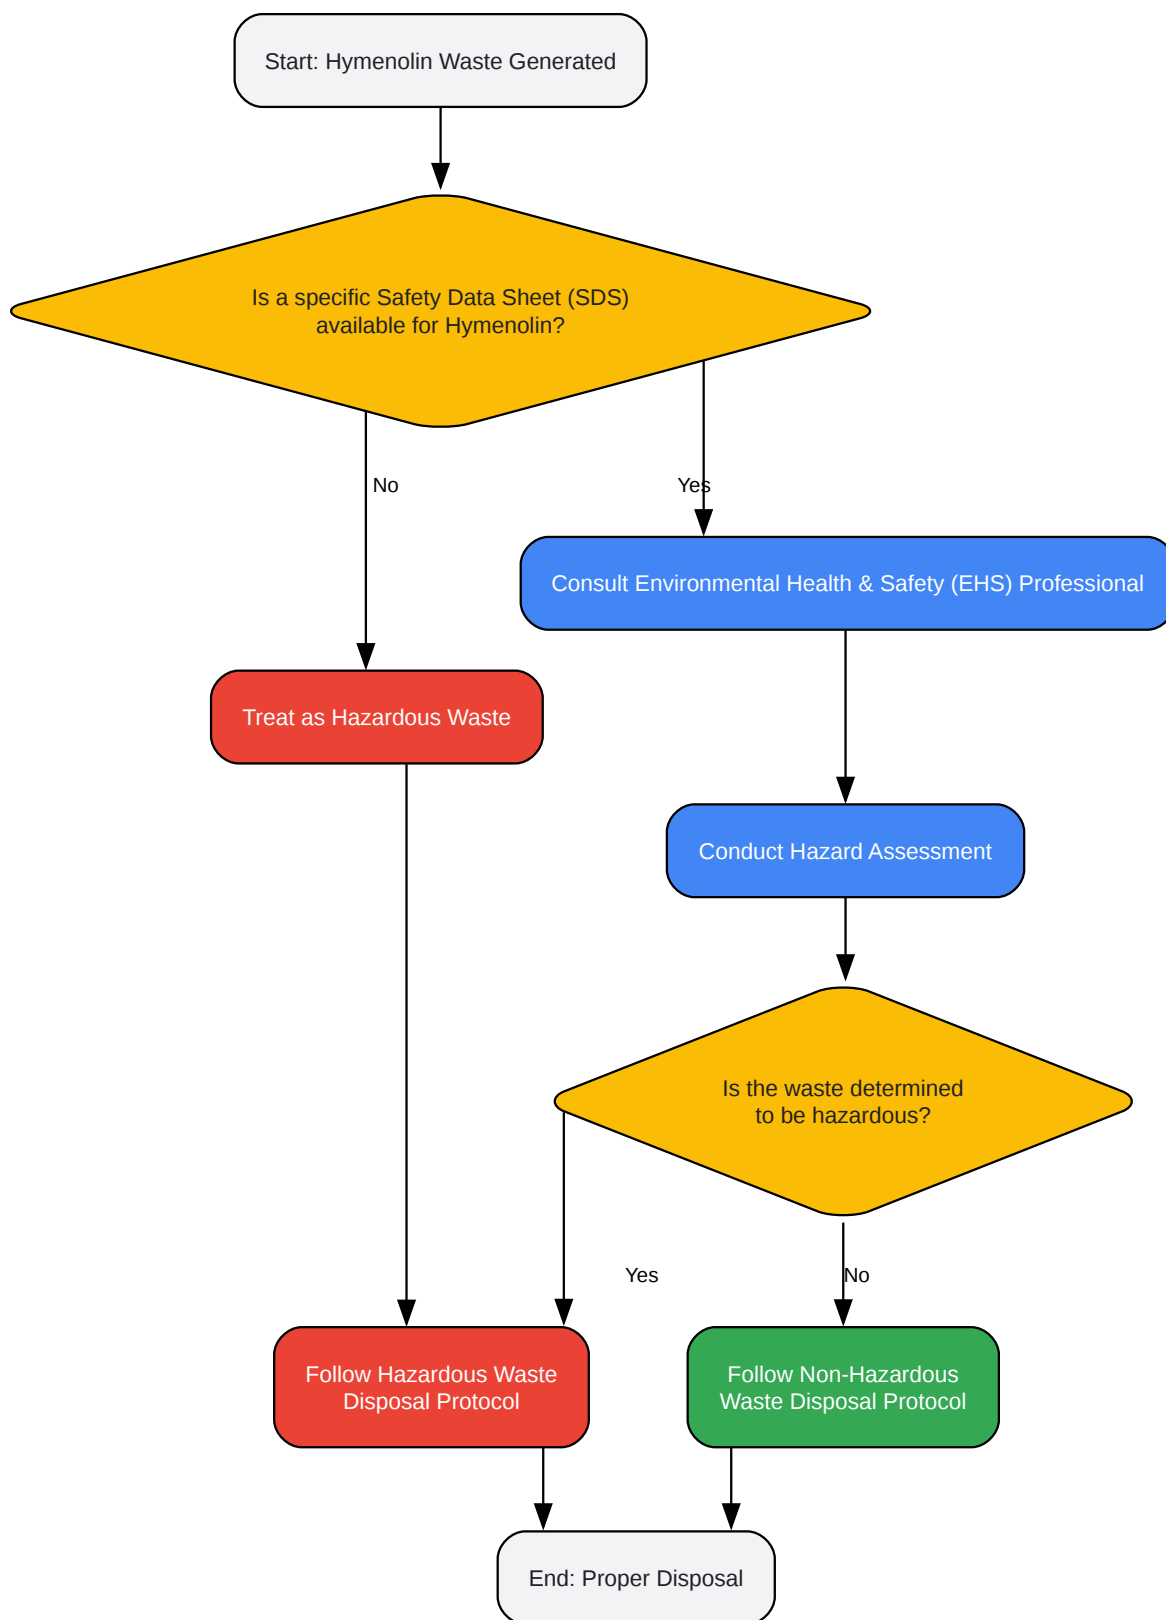 Start: Hymenolin Waste Generated
Is a specific Safety Data Sheet (SDS)
available for Hymenolin?
No
Yes
Consult Environmental Health & Safety (EHS) Professional
Treat as Hazardous Waste
Conduct Hazard Assessment
Is the waste determined
to be hazardous?
Yes
No
Follow Hazardous Waste
Disposal Protocol
Follow Non-Hazardous
Waste Disposal Protocol
End: Proper Disposal